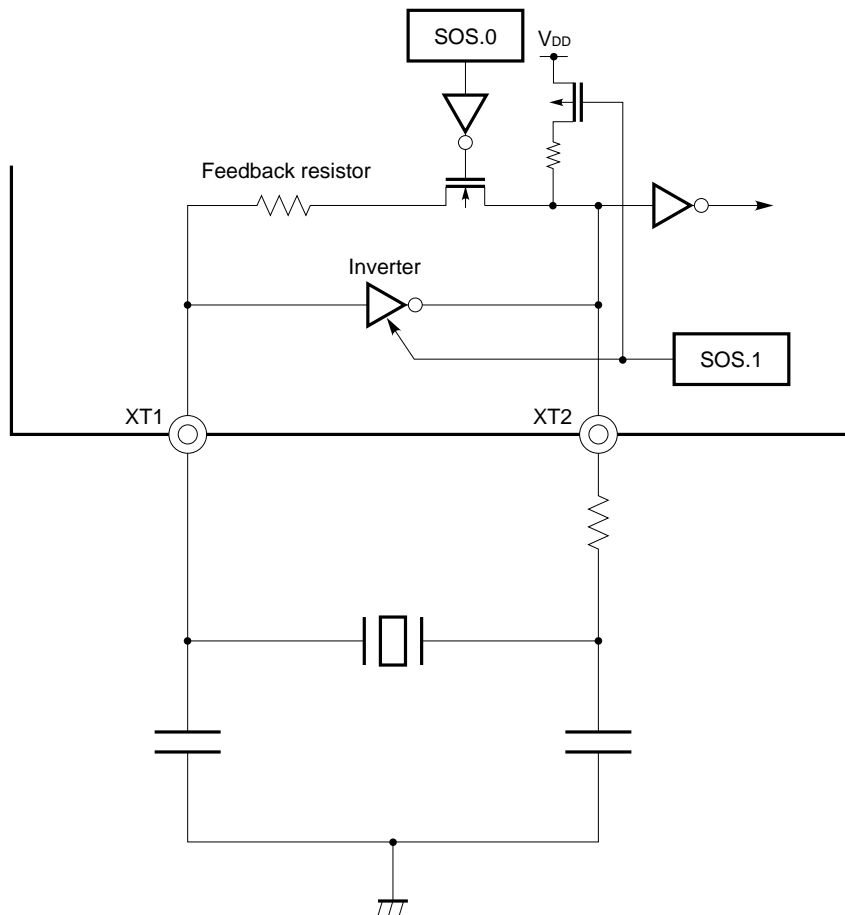 SOS.0
VDD
Feedback resistor
Inverter
SOS.1
XT1
XT2